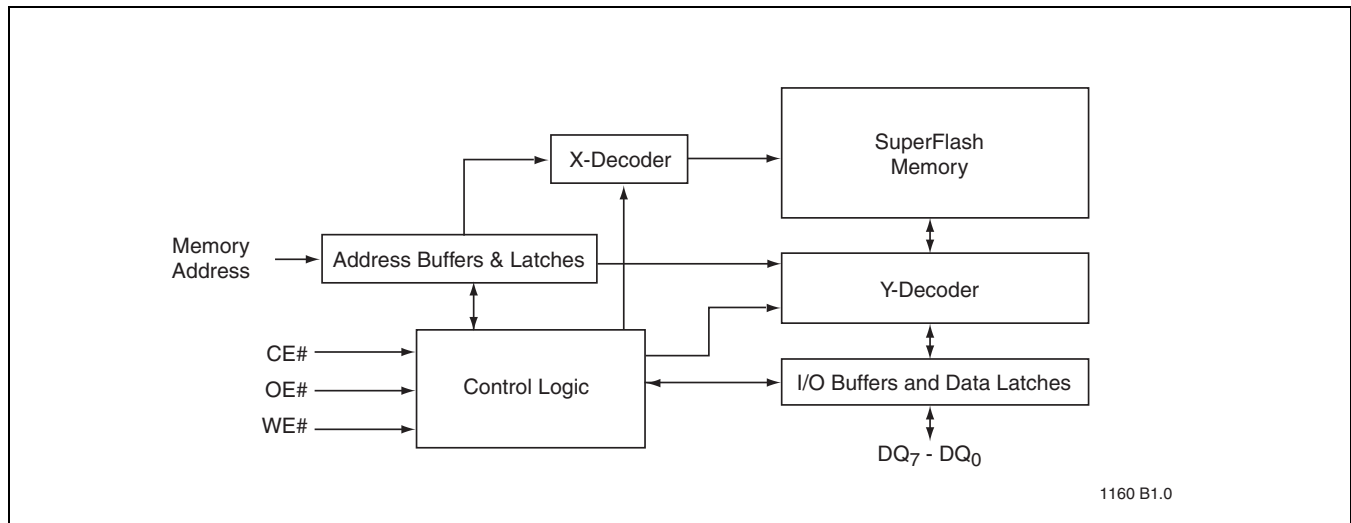 SuperFlash
Memory
X-Decoder
Memory
Address
Address Buffers & Latches
Y-Decoder
CE#
OE#
WE#
Control Logic
I/O Buffers and Data Latches
DQ7 - DQ0
1160 B1.0